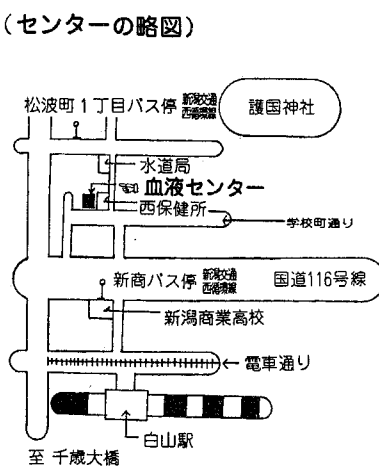 （センターの略図）
松波町１丁目バス停 新潟交通 西循環線
護国神社
水道局
血液センター
西保健所
学校町通り
新商バス停 新潟交通 西循環線
国道116号線
新潟商業高校
電車通り
白山駅
至 千歳大橋